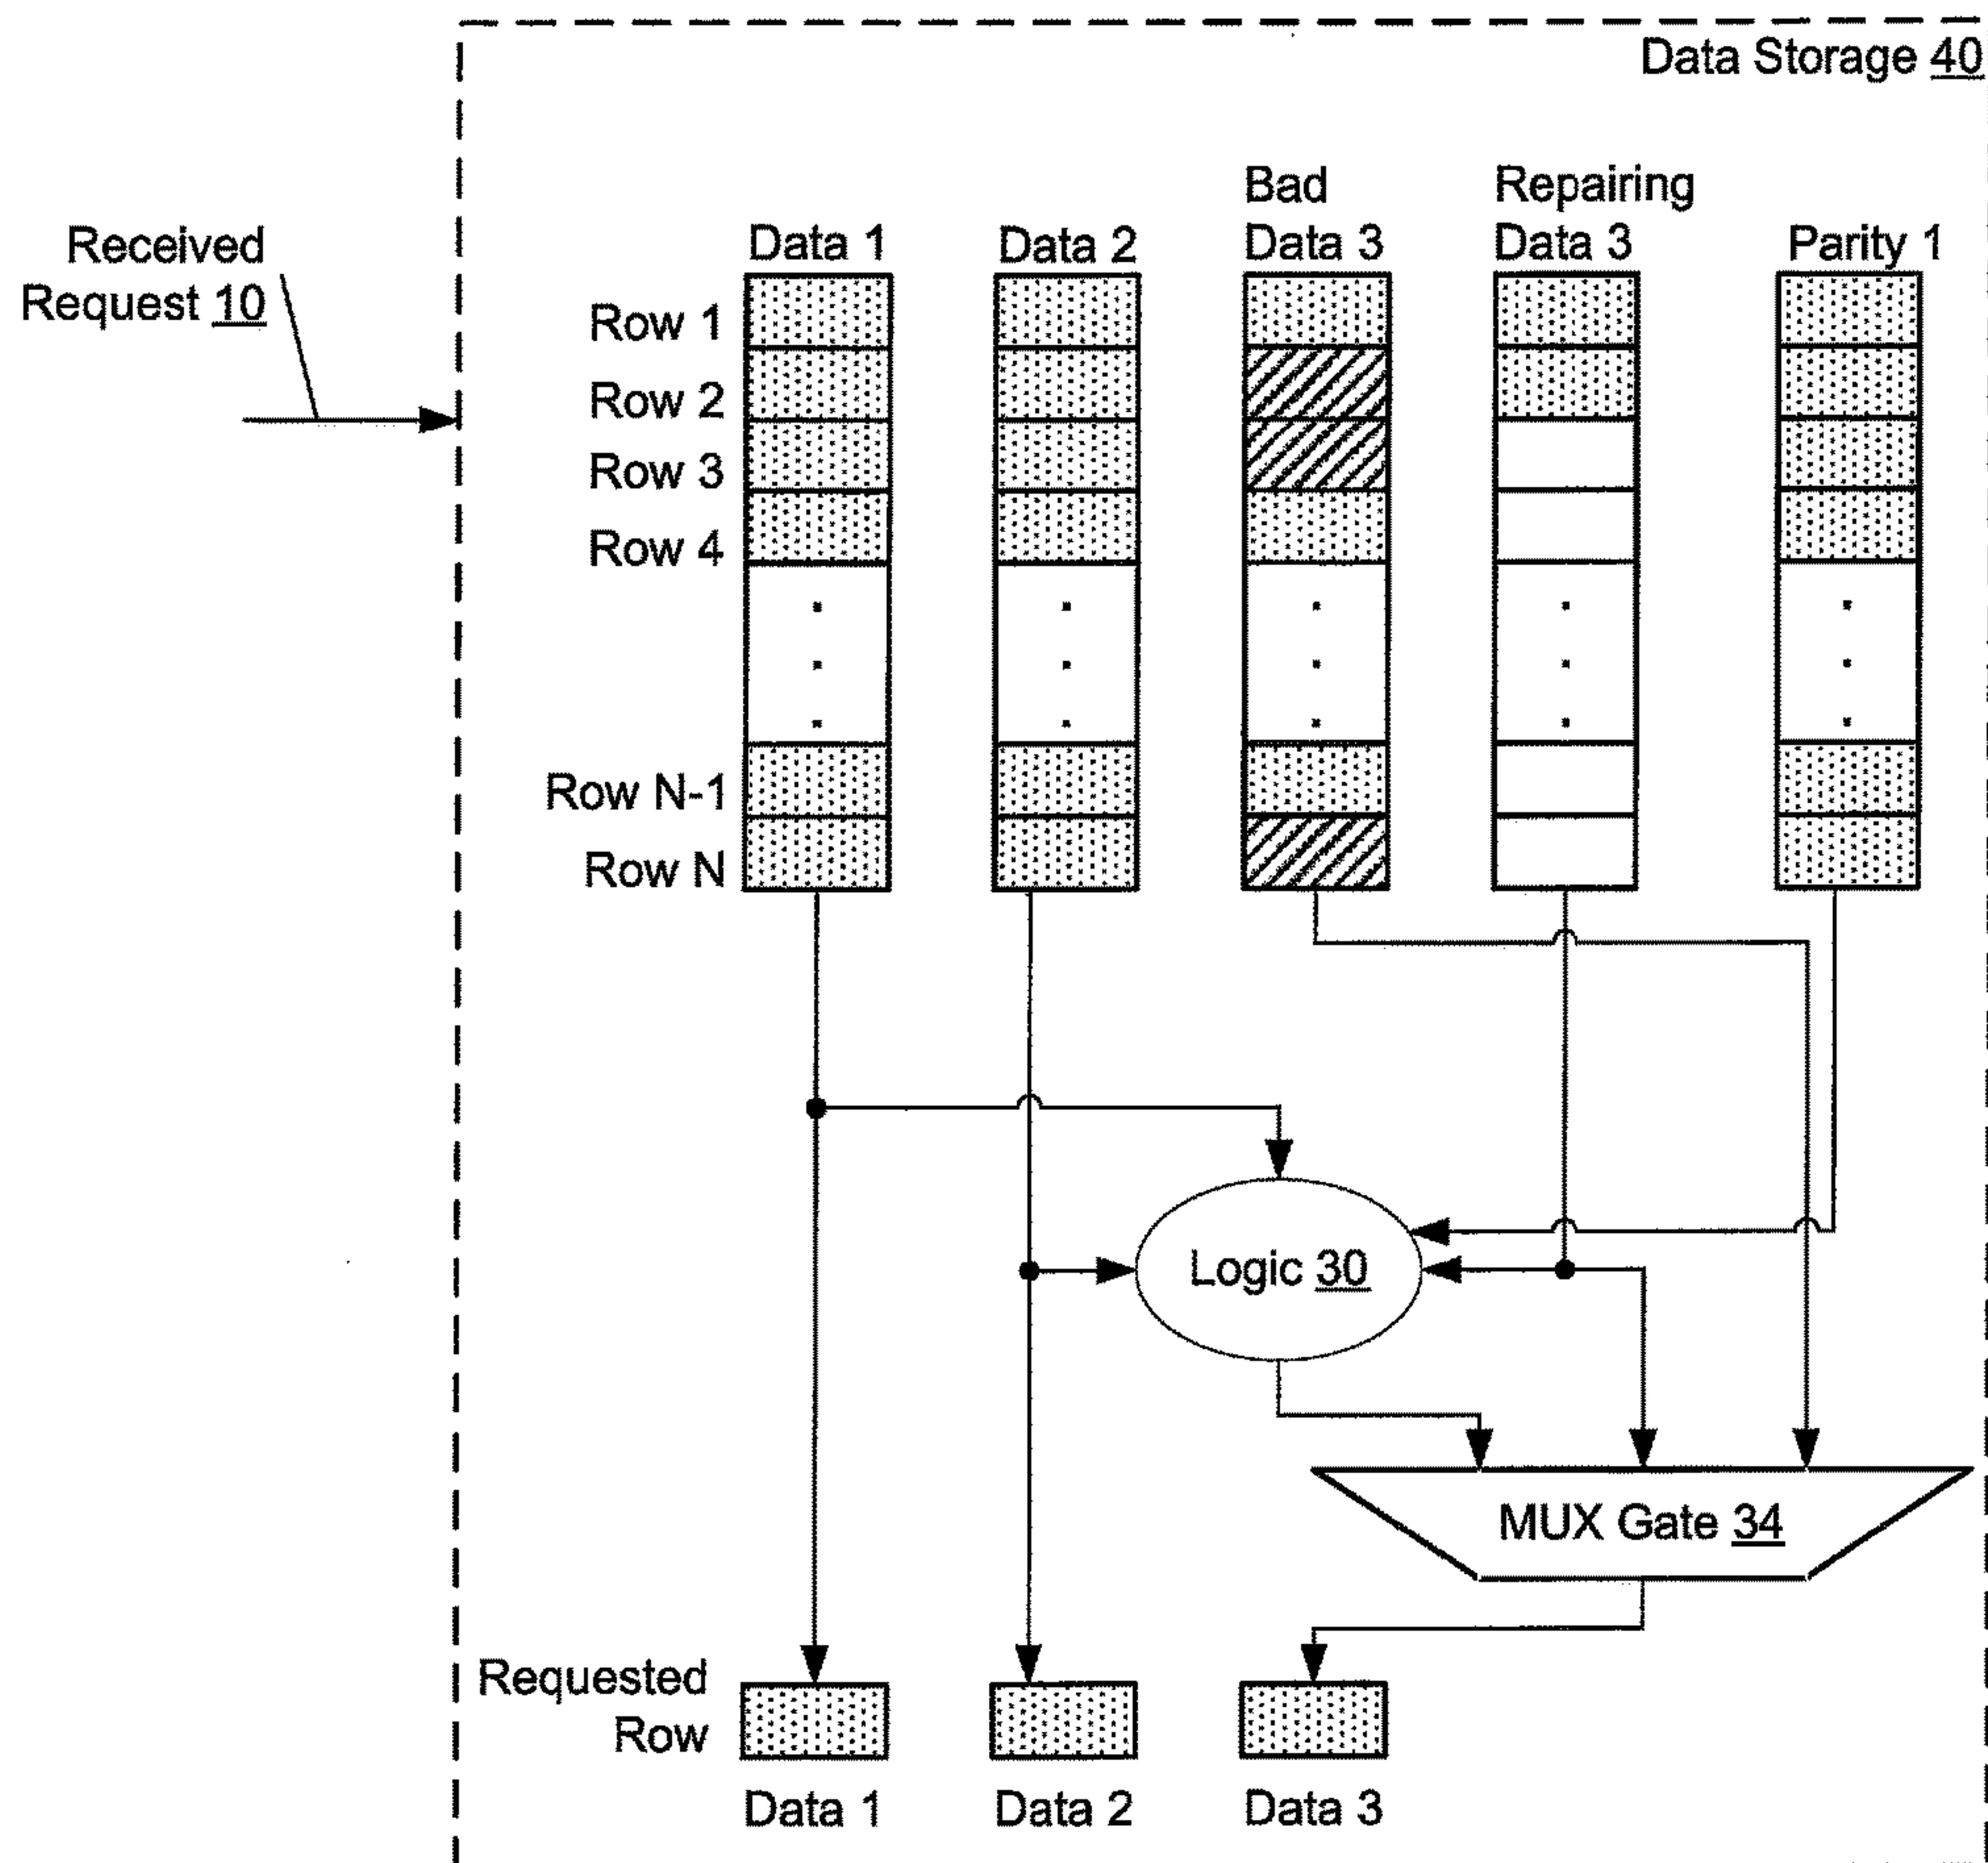 Data Storage 40
Received
Request 10
Bad
Repairing
Data 1
Data 2
Data 3
Data 3
Parity 1
Row 1
Row 2
Row 3
Row 4
Row N-1
Row N
Logic 30
MUX Gate 34
Requested
Row
Data 1
Data 2
Data 3